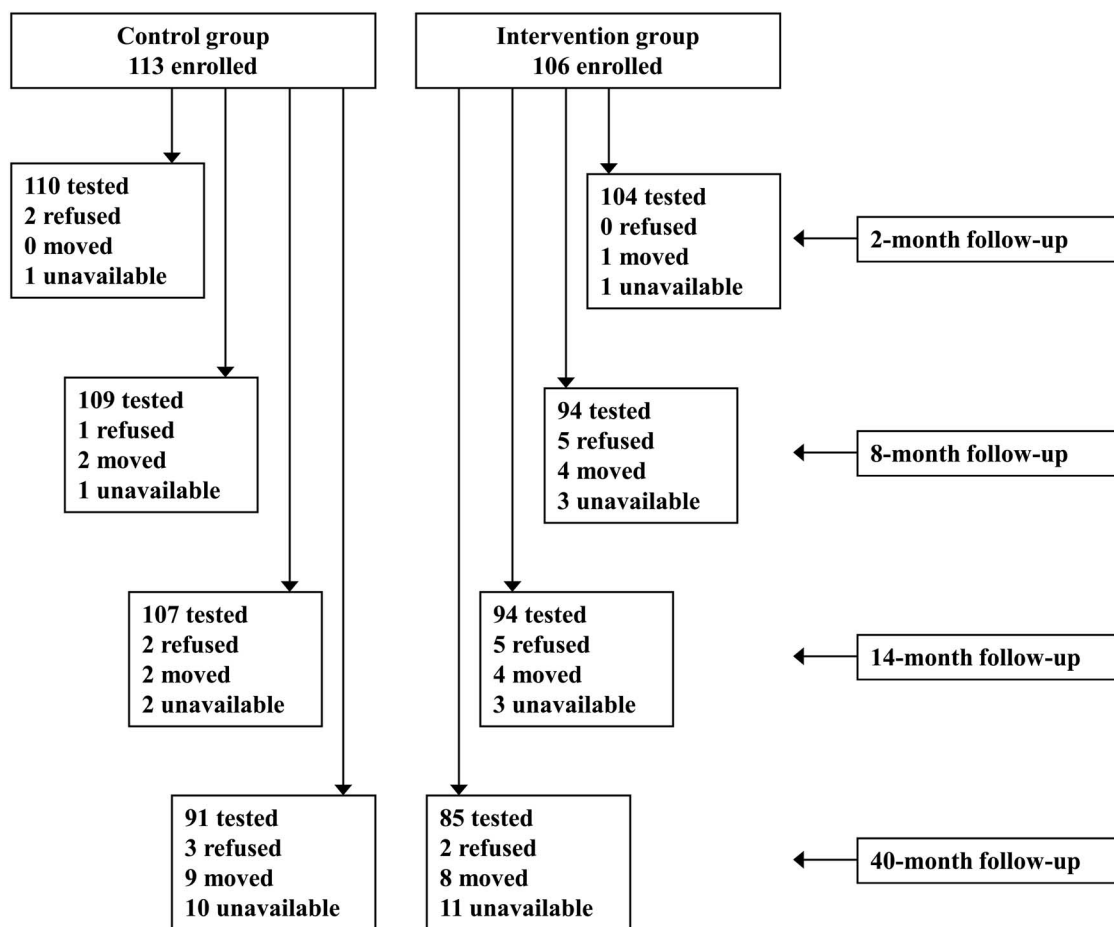 Control group
113 enrolled
Intervention group
106 enrolled
110 tested
2 refused
0 moved
1 unavailable
104 tested
0 refused
1 moved
1 unavailable
2-month follow-up
109 tested
1 refused
2 moved
1 unavailable
94 tested
5 refused
4 moved
3 unavailable
8-month follow-up
107 tested
2 refused
2 moved
2 unavailable
94 tested
5 refused
4 moved
3 unavailable
14-month follow-up
91 tested
3 refused
9 moved
10 unavailable
85 tested
2 refused
8 moved
11 unavailable
40-month follow-up